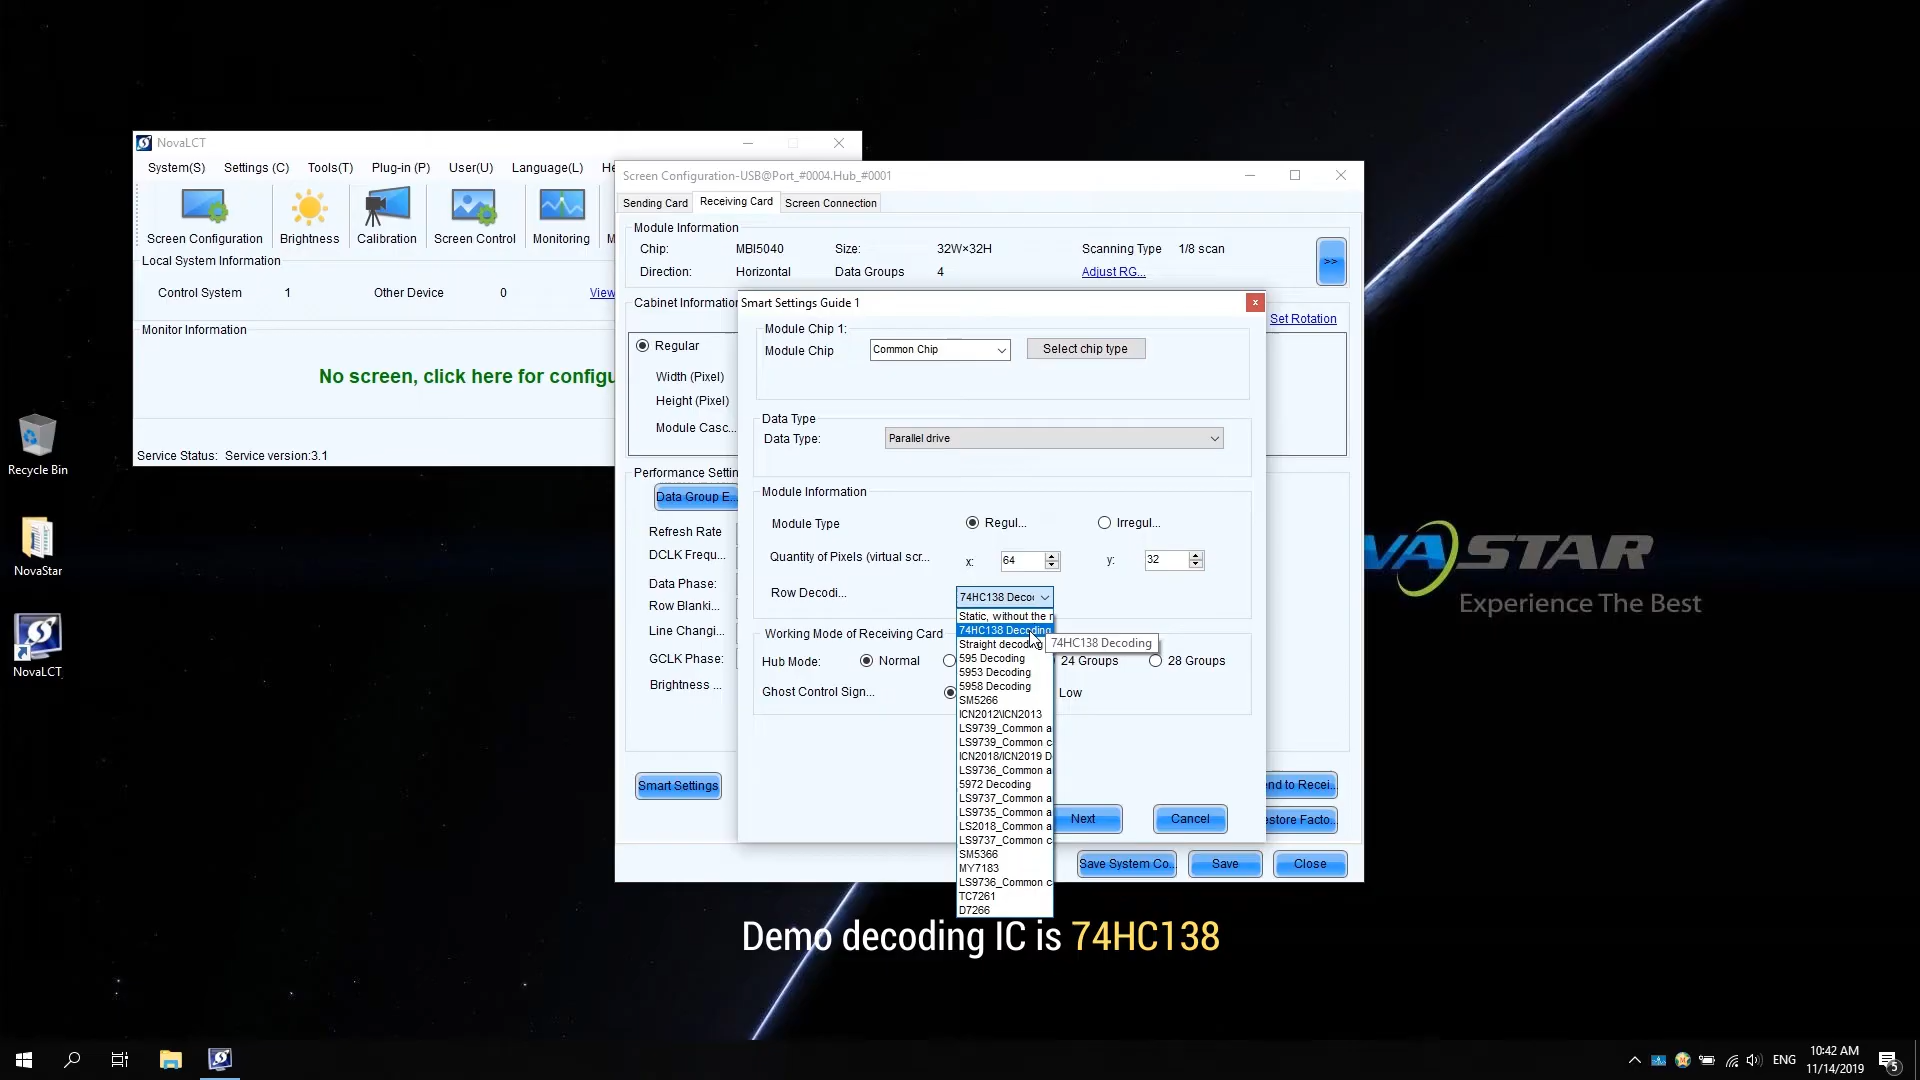 NovaLCT
System(S) Settings (C) Tools(T) Plug-in (P) User(U) Language(L) He
Screen Configuration Brightness Calibration Screen Control Monitoring M
Local System Information
Control System 1 Other Device 0 View
Monitor Information
No screen, click here for configu
Service Status: Service version:3.1
Recycle Bin
NovaStar
NovaLCT
Screen Configuration-USB@Port_#0004.Hub_#0001
Sending Card Receiving Card Screen Connection
Module Information
Chip: MBI5040 Size: 32W×32H Scanning Type 1/8 scan
Direction: Horizontal Data Groups 4 Adjust RG...
>>
Cabinet Information
Set Rotation
Regular
Width (Pixel)
Height (Pixel)
Module Casc...
Performance Settin
Data Group E...
Refresh Rate
DCLK Frequ...
Data Phase:
Row Blanki...
Line Changi...
GCLK Phase:
Brightness ...
Smart Settings
end to Recei...
estore Facto...
Save System Co... Save Close
Smart Settings Guide 1
Module Chip 1:
Module Chip Common Chip Select chip type
Data Type
Data Type: Parallel drive
Module Information
Module Type Regul... Irregul...
Quantity of Pixels (virtual scr... x: 64 y: 32
Row Decodi... 74HC138 Decod
Static, without the n
74HC138 Decoding
Straight decoding
595 Decoding
5953 Decoding
5958 Decoding
SM5266
ICN2012\ICN2013
LS9739_Common a
LS9739_Common c
ICN2018/ICN2019 D
LS9736_Common a
5972 Decoding
LS9737_Common a
LS9735_Common a
LS2018_Common a
LS9737_Common c
SM5366
MY7183
LS9736_Common c
TC7261
D7266
74HC138 Decoding
Working Mode of Receiving Card
Hub Mode: Normal 24 Groups 28 Groups
Ghost Control Sign... Low
Next Cancel
VASTAR
Experience The Best
Demo decoding IC is 74HC138
ENG
10:42 AM
11/14/2019
5